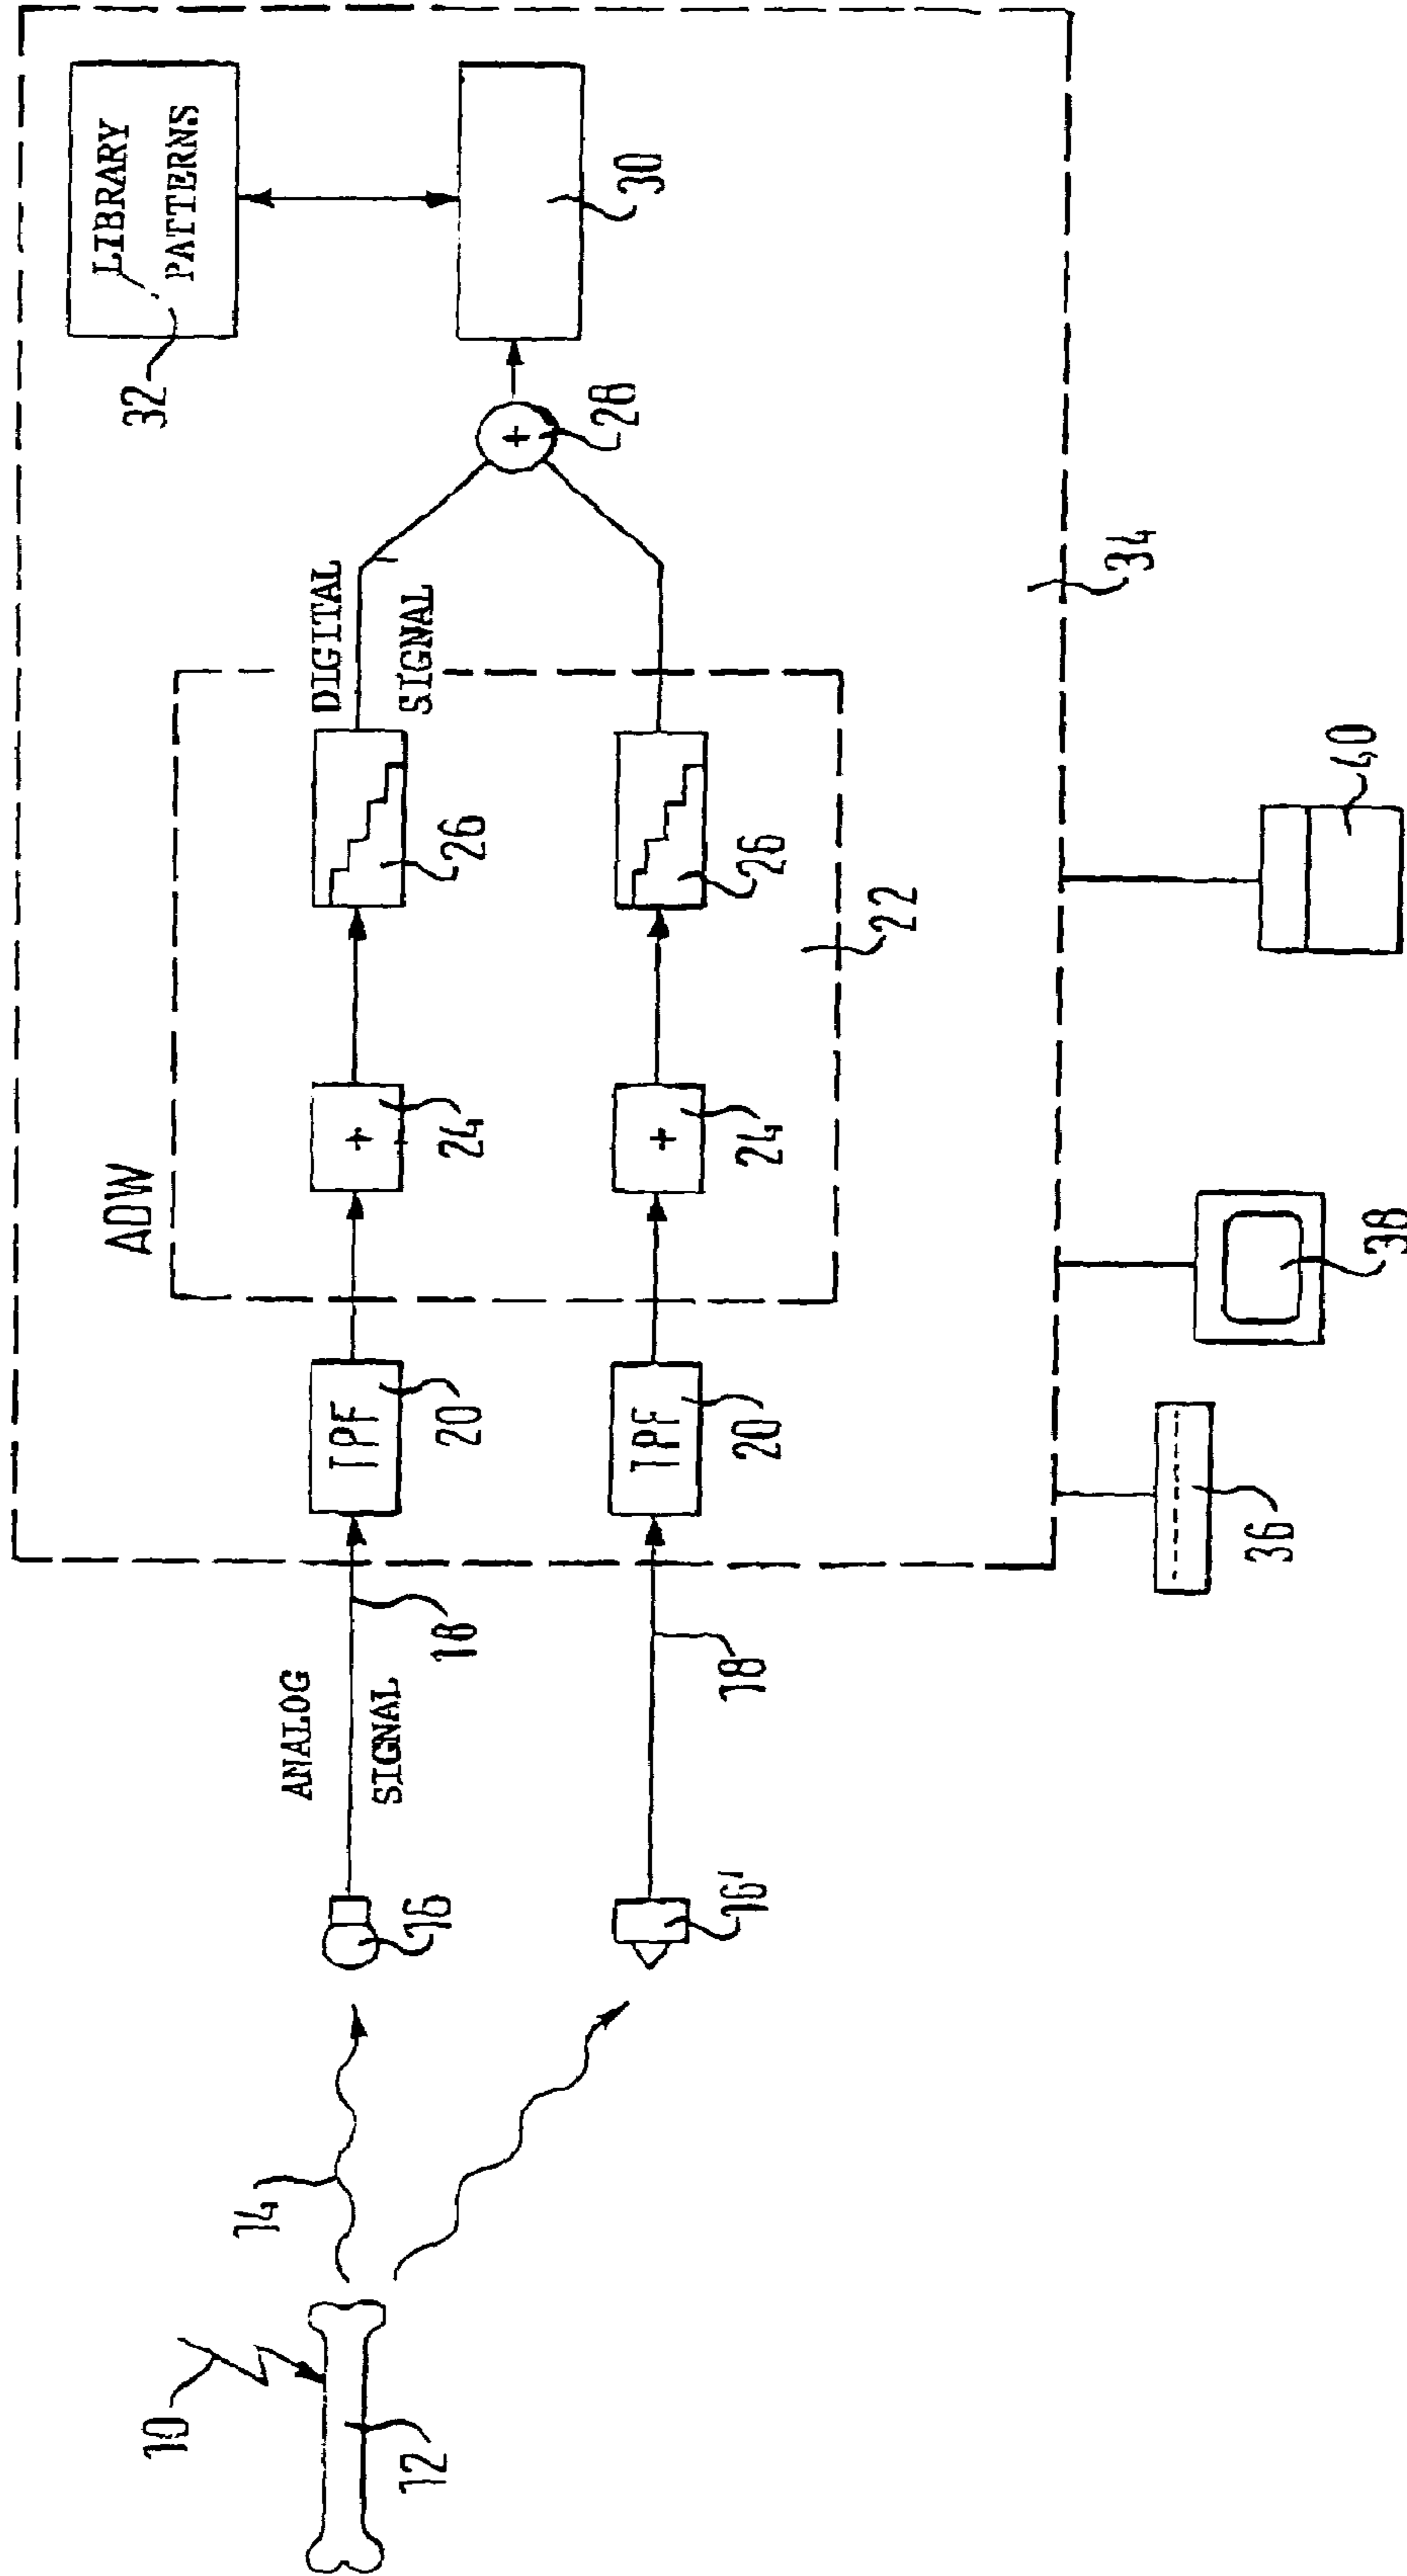 10
12
14
16
16'
ANALOG
SIGNAL
18
18
TPF
20
TPF
20
ADW
+
24
+
24
26
26
22
DIGITAL
SIGNAL
+
28
30
LIBRARY
PATTERNS
32
34
36
38
40